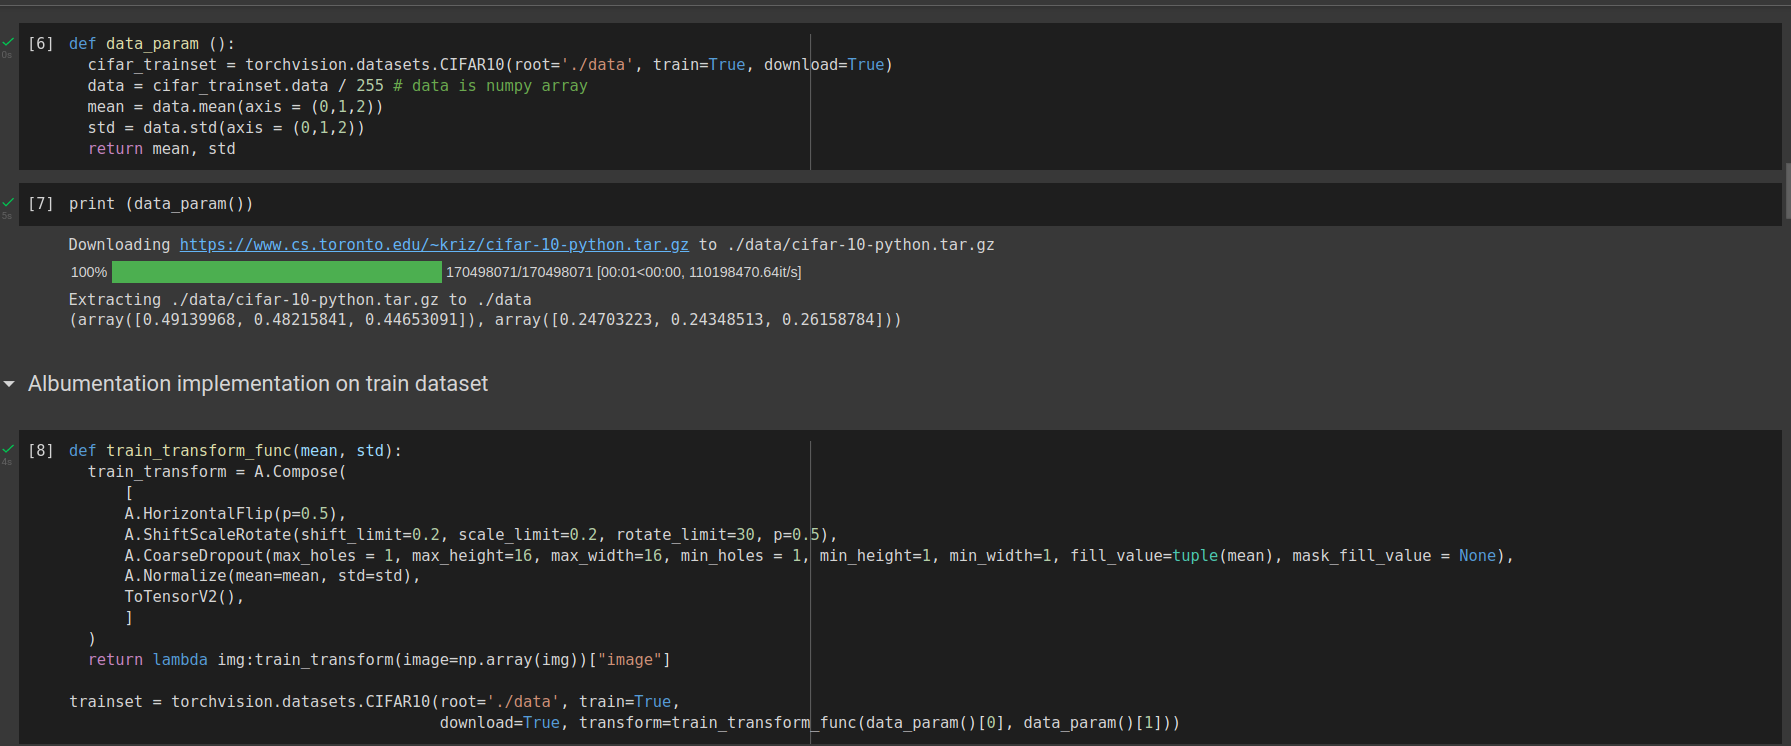 [6] def data_param ():
cifar_trainset = torchvision.datasets.CIFAR10(root='./data', train=True, download=True)
data = cifar_trainset.data / 255 # data is numpy array
mean = data.mean(axis = (0,1,2))
std = data.std(axis = (0,1,2))
return mean, std
0s
[7] print (data_param())
5s
Downloading https://www.cs.toronto.edu/~kriz/cifar-10-python.tar.gz to ./data/cifar-10-python.tar.gz
100% 170498071/170498071 [00:01<00:00, 110198470.64it/s]
Extracting ./data/cifar-10-python.tar.gz to ./data
(array([0.49139968, 0.48215841, 0.44653091]), array([0.24703223, 0.24348513, 0.26158784]))
Albumentation implementation on train dataset
[8] def train_transform_func(mean, std):
4s
train_transform = A.Compose(
[
A.HorizontalFlip(p=0.5),
A.ShiftScaleRotate(shift_limit=0.2, scale_limit=0.2, rotate_limit=30, p=0.5),
A.CoarseDropout(max_holes = 1, max_height=16, max_width=16, min_holes = 1, min_height=1, min_width=1, fill_value=tuple(mean), mask_fill_value = None),
A.Normalize(mean=mean, std=std),
ToTensorV2(),
]
)
return lambda img:train_transform(image=np.array(img))["image"]
trainset = torchvision.datasets.CIFAR10(root='./data', train=True,
download=True, transform=train_transform_func(data_param()[0], data_param()[1]))